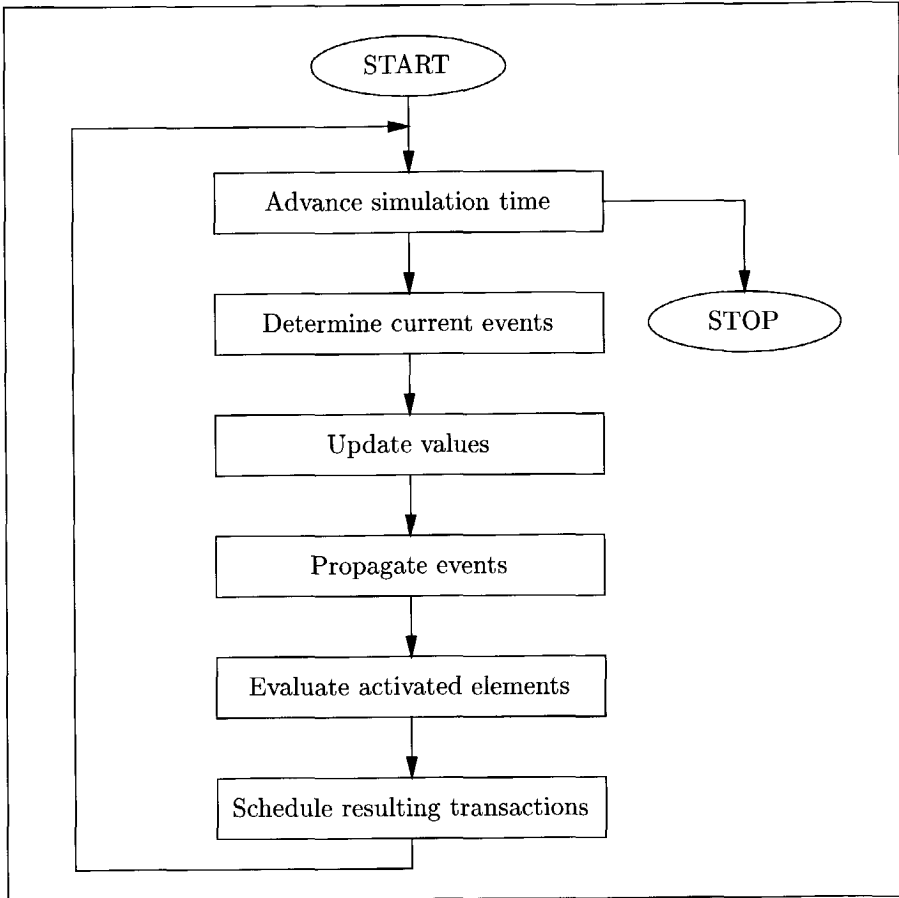 START
Advance simulation time
Determine current events
STOP
Update values
Propagate events
Evaluate activated elements
Schedule resulting transactions